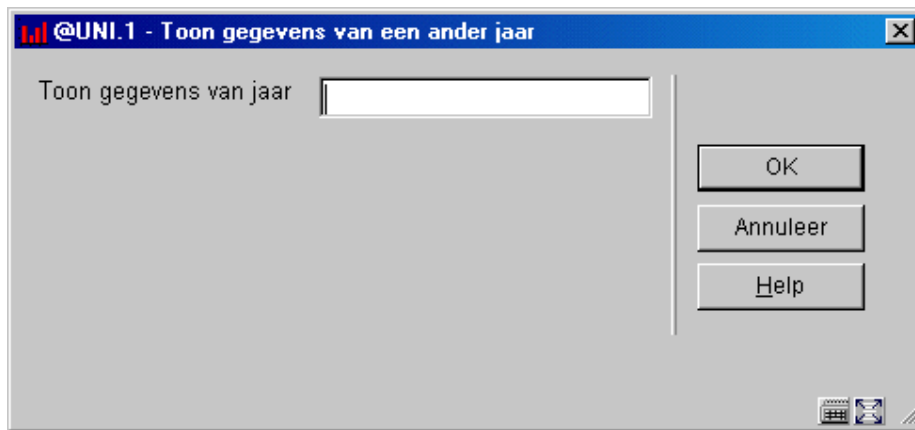 @UNI.1 - Toon gegevens van een ander jaar
Toon gegevens van jaar
OK
Annuleer
Help